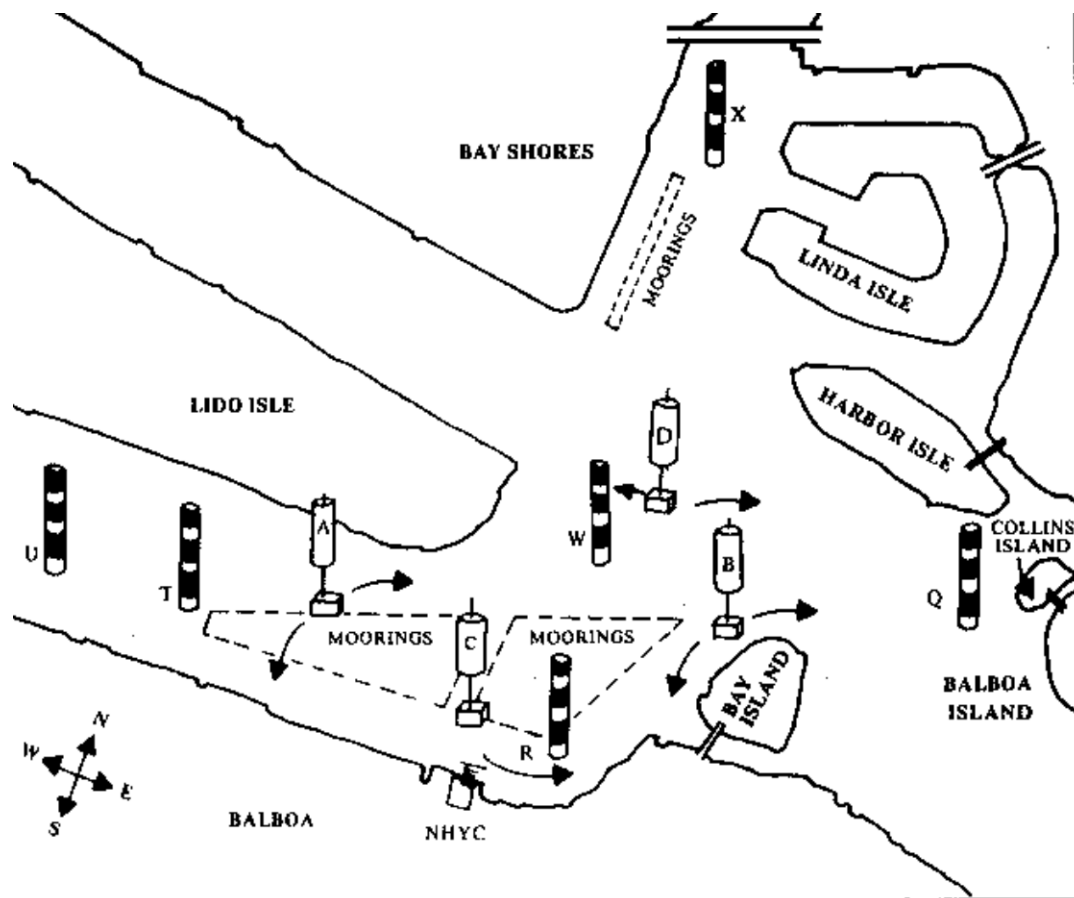 X
BAY SHORES
MOORINGS
LINDA ISLE
LIDO ISLE
HARBOR ISLE
D
W
A
B
U
T
COLLINS
ISLAND
Q
MOORINGS
C
MOORINGS
BAY
ISLAND
BALBOA
ISLAND
R
N
W
E
S
BALBOA
NHYC